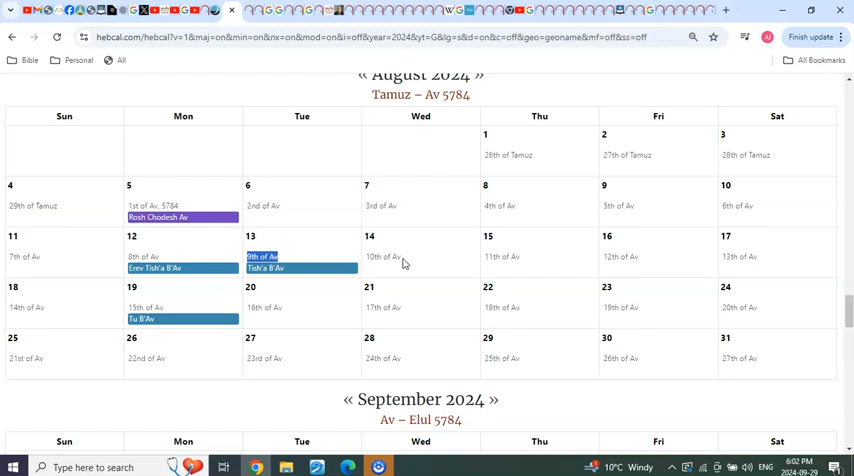 hebcal.com/hebcal?v=1&maj=on&min=on&nx=on&mod=on&i=off&year=2024&yt=G&lg=s&d=on&c=off&geo=geoname&mf=off&ss=off
AI
Finish update
Bible Personal All
All Bookmarks
« August 2024 »
Tamuz – Av 5784
Sun Mon Tue Wed Thu Fri Sat
1 2 3
26th of Tamuz 27th of Tamuz 28th of Tamuz
4 5 6 7 8 9 10
29th of Tamuz 1st of Av, 5784 2nd of Av 3rd of Av 4th of Av 5th of Av 6th of Av
Rosh Chodesh Av
11 12 13 14 15 16 17
7th of Av 8th of Av 9th of Av 10th of Av 11th of Av 12th of Av 13th of Av
Erev Tish'a B'Av Tish'a B'Av
18 19 20 21 22 23 24
14th of Av 15th of Av 16th of Av 17th of Av 18th of Av 19th of Av 20th of Av
Tu B'Av
25 26 27 28 29 30 31
21st of Av 22nd of Av 23rd of Av 24th of Av 25th of Av 26th of Av 27th of Av
« September 2024 »
Av – Elul 5784
Sun Mon Tue Wed Thu Fri Sat
Type here to search
10°C Windy
ENG
6:02 PM
2024-09-29